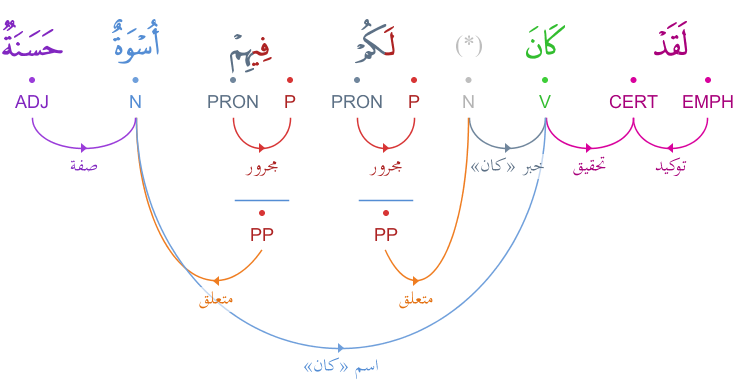 لَقَدْ كَانَ (*) لَكُمْ فِيهِمْ أُسْوَةٌ حَسَنَةٌ
EMPH CERT V N P PRON P PRON N ADJ
توكيد تحقيق خبر «كان» مجرور مجرور صفة
PP PP
متعلق متعلق
اسم «كان»